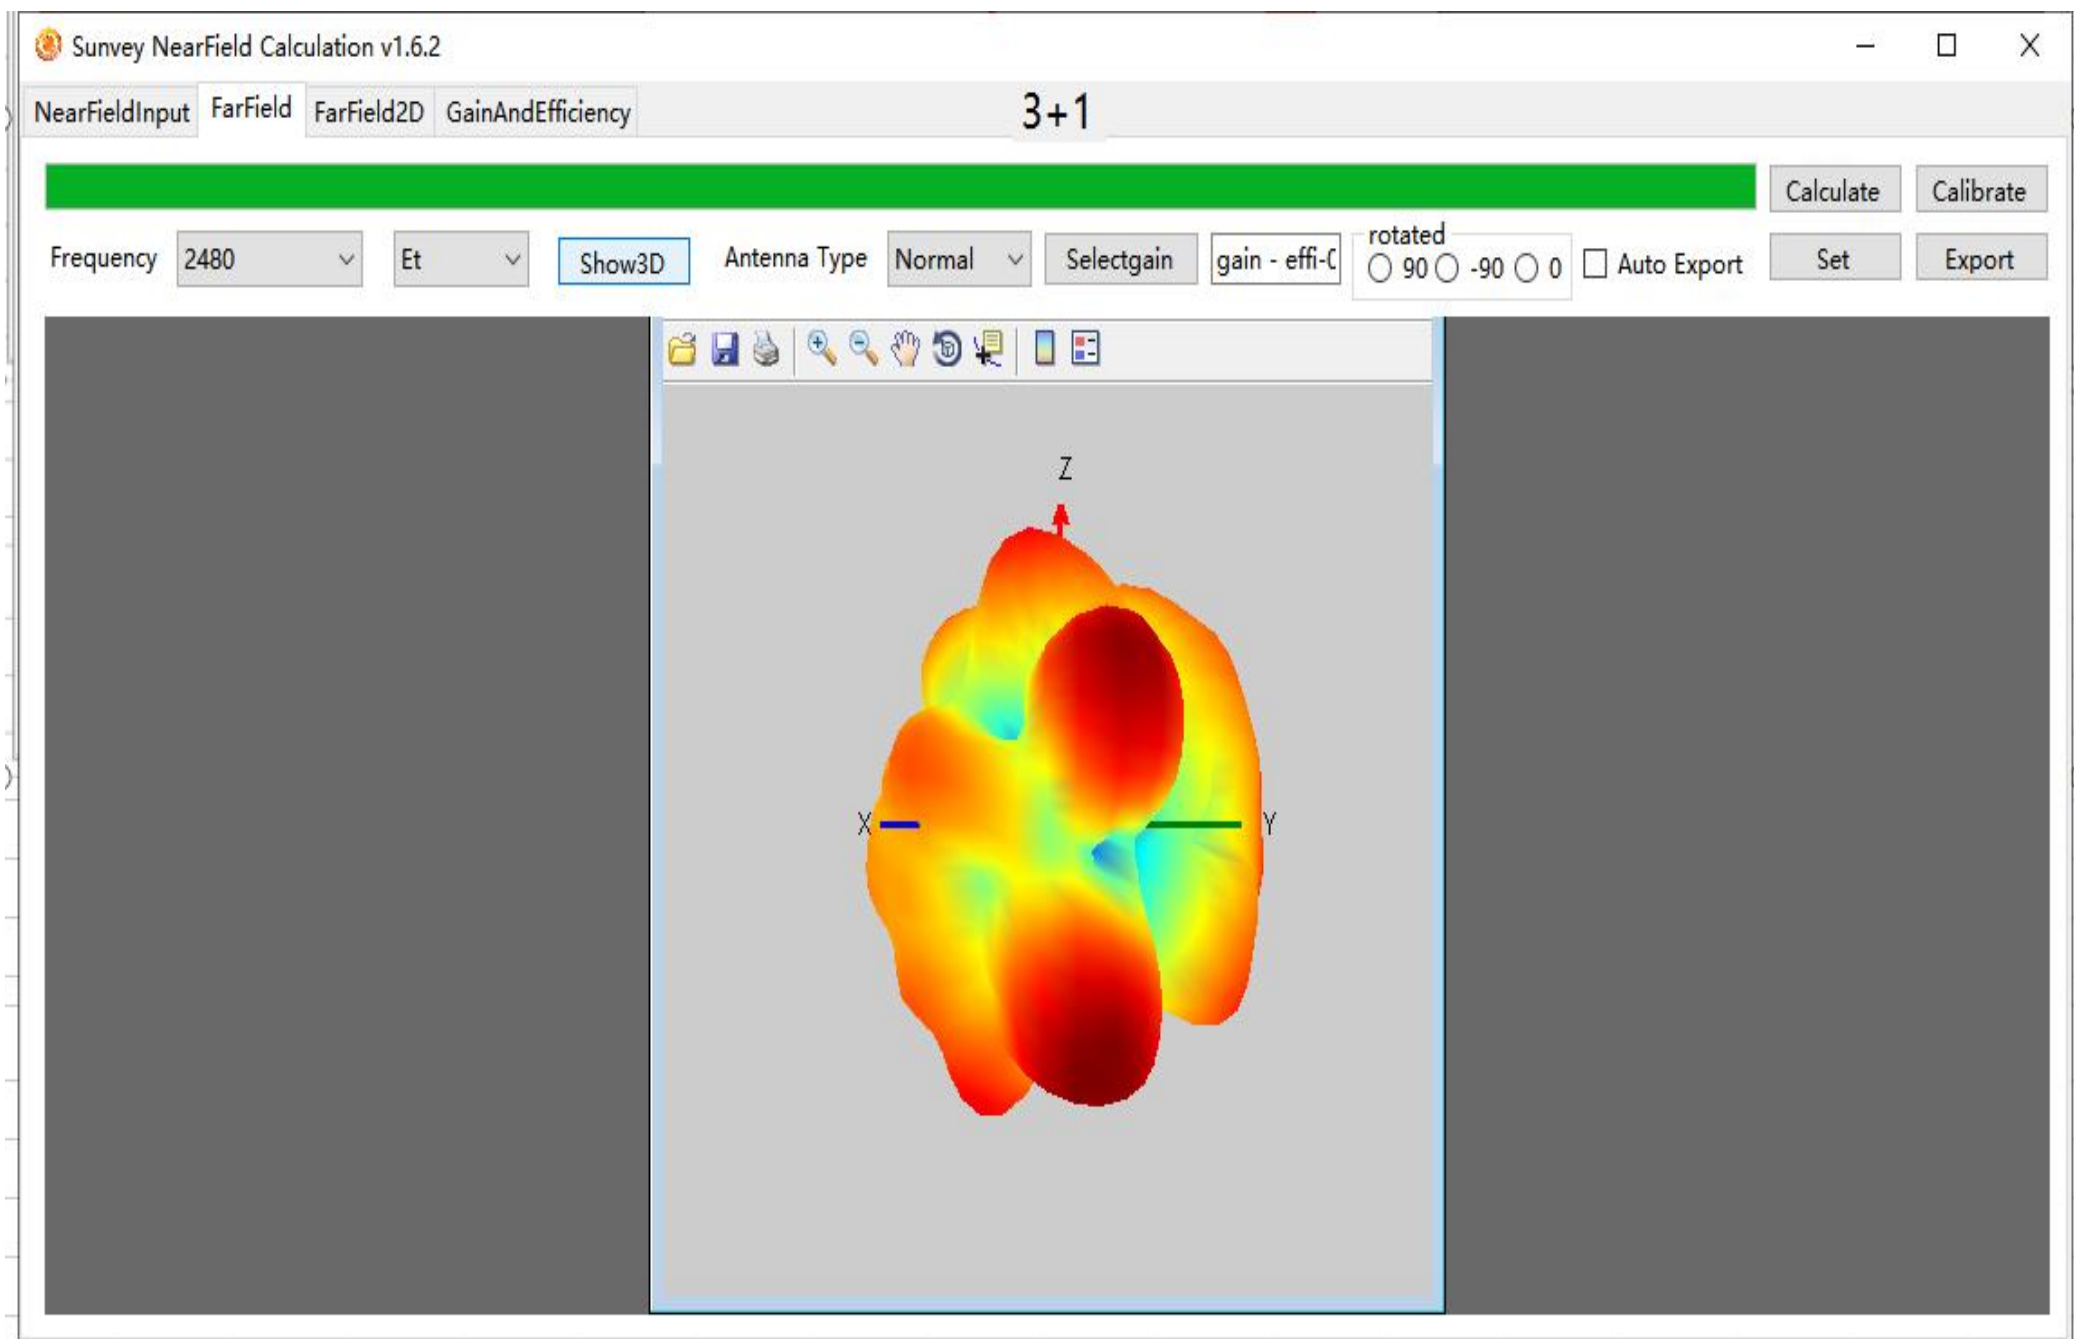 Sunvey NearField Calculation v1.6.2
NearFieldInput FarField FarField2D GainAndEfficiency 3+1
Calculate Calibrate
Frequency 2480 Et Show3D Antenna Type Normal Selectgain gain - effi-C rotated 90 -90 0 Auto Export Set Export
Z
X Y